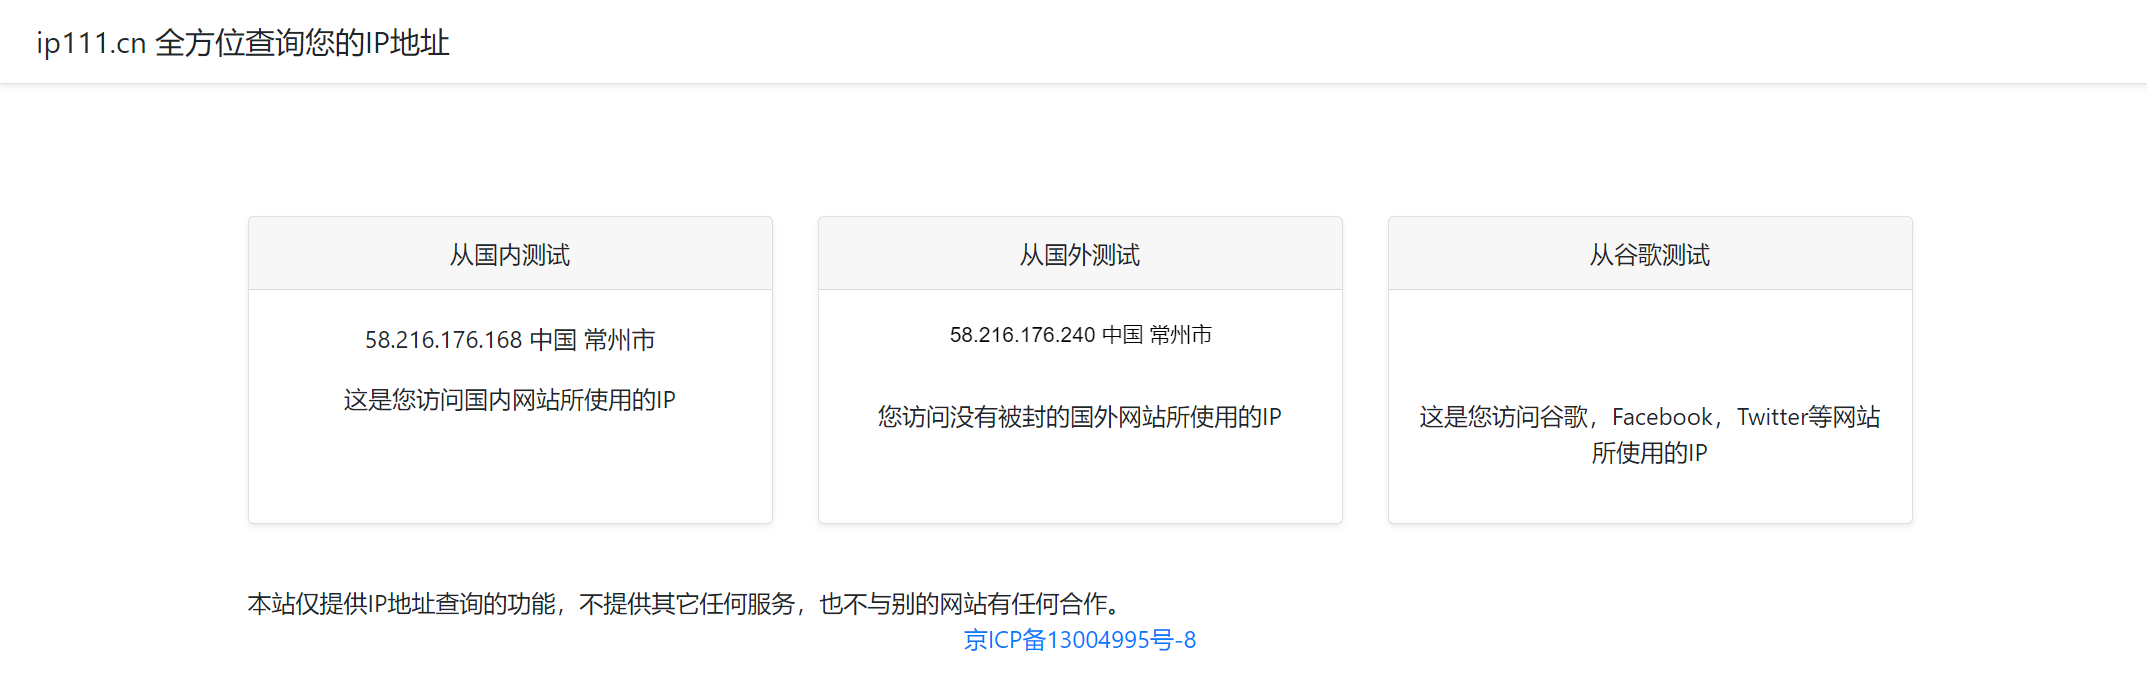 ip111.cn 全方位查询您的IP地址
从国内测试
58.216.176.168 中国 常州市
这是您访问国内网站所使用的IP
从国外测试
58.216.176.240 中国 常州市
您访问没有被封的国外网站所使用的IP
从谷歌测试
这是您访问谷歌，Facebook，Twitter等网站
所使用的IP
本站仅提供IP地址查询的功能，不提供其它任何服务，也不与别的网站有任何合作。
京ICP备13004995号-8